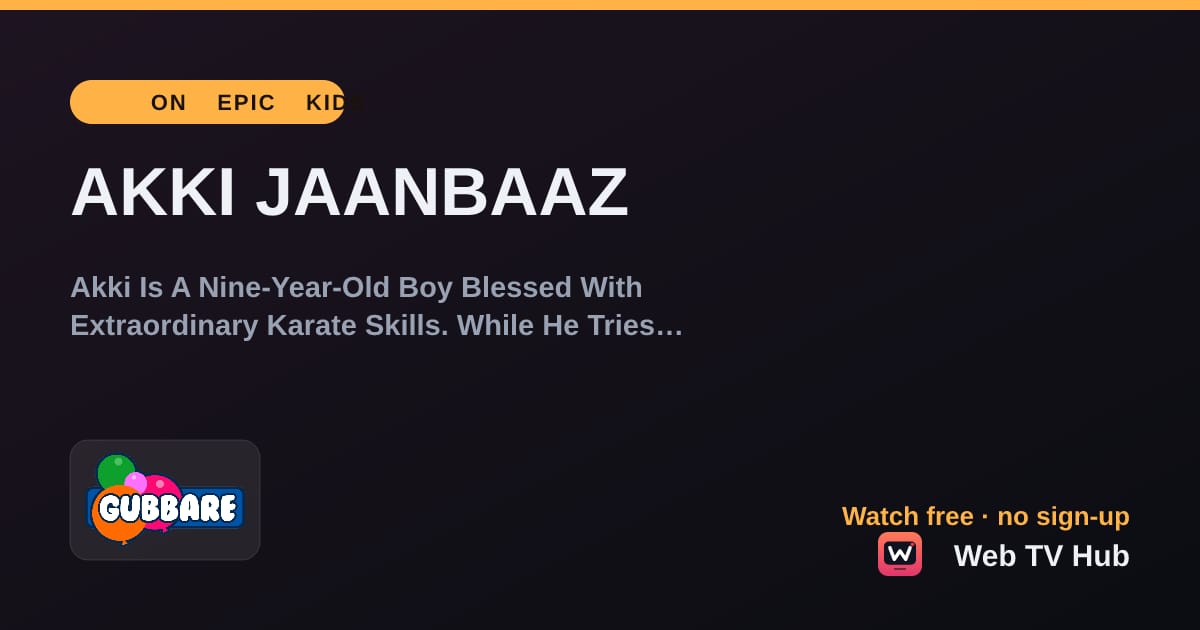 ON EPIC KIDS
AKKI JAANBAAZ
Akki Is A Nine-Year-Old Boy Blessed With
Extraordinary Karate Skills. While He Tries…
GUBBARE
Watch free · no sign-up
W
Web TV Hub